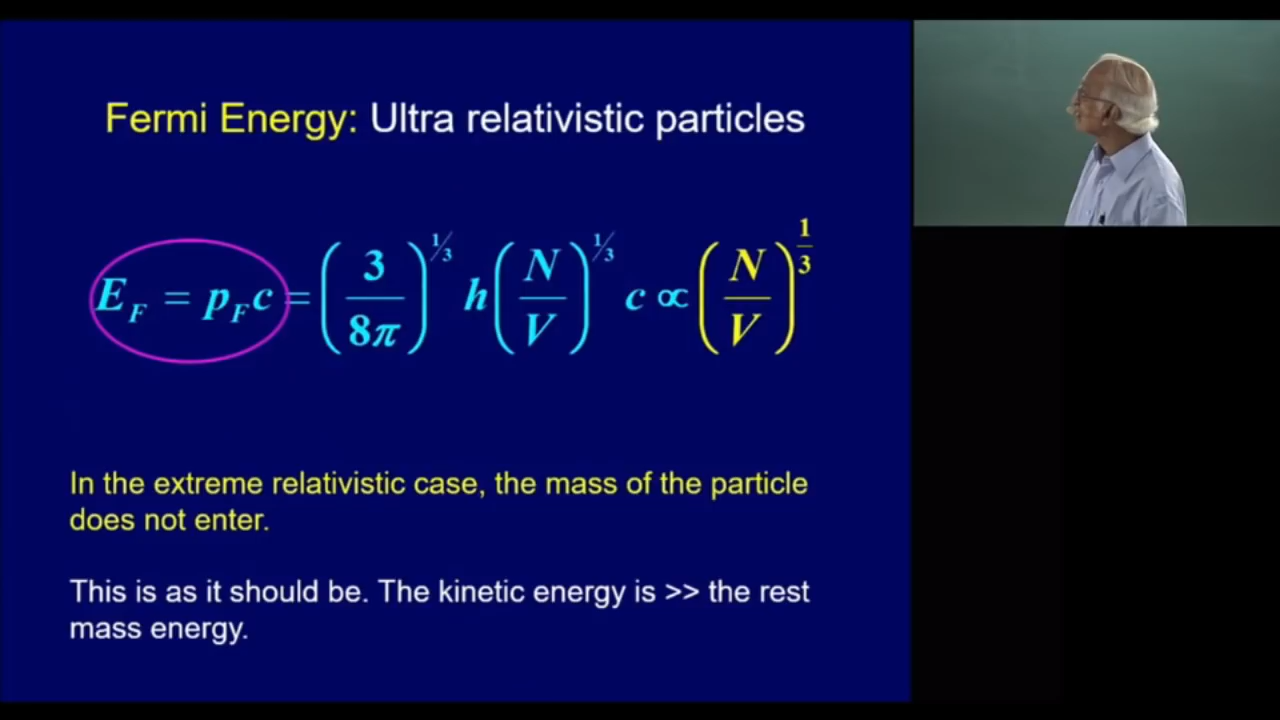 Fermi Energy: Ultra relativistic particles
E_F = p_F c = (3/8π)^{1/3} h (N/V)^{1/3} c ∝ (N/V)^{1/3}
In the extreme relativistic case, the mass of the particle
does not enter.
This is as it should be. The kinetic energy is >> the rest
mass energy.